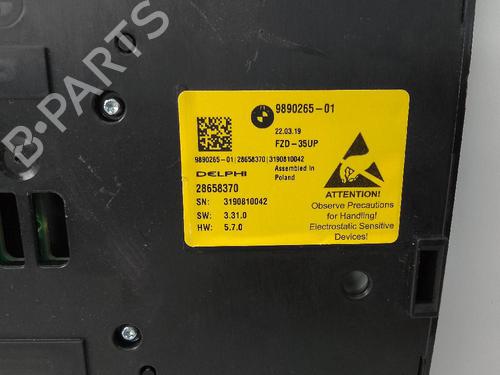 9890265-01
22.03.19
FZD-35UP
9890265-01|28658370|3190810042
Assembled in
Poland
DELPHI
28658370
SN: 3190810042
SW: 3.31.0
HW: 5.7.0
ATTENTION!
Observe Precautions
for Handling!
Electrostatic Sensitive
Devices!
B-PARTS